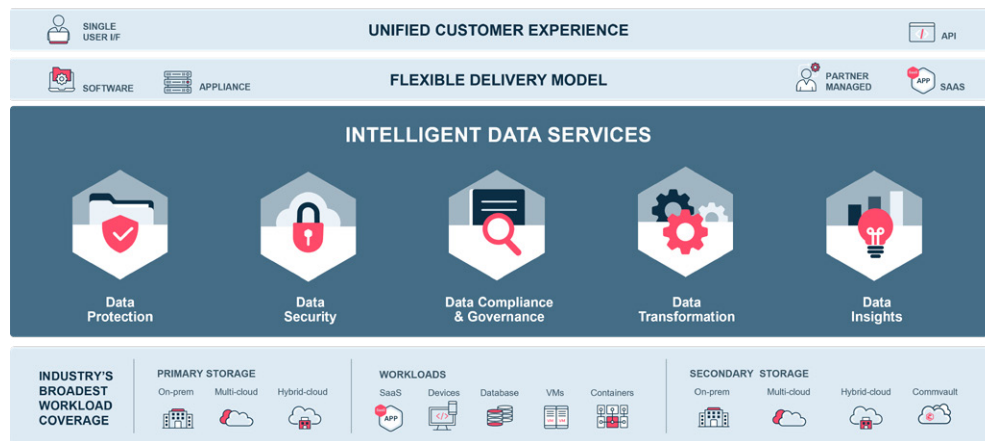 SINGLE
USER I/F
UNIFIED CUSTOMER EXPERIENCE
API
SOFTWARE
APPLIANCE
FLEXIBLE DELIVERY MODEL
PARTNER
MANAGED
APP
SAAS
INTELLIGENT DATA SERVICES
Data
Protection
Data
Security
Data Compliance
& Governance
Data
Transformation
Data
Insights
INDUSTRY'S
BROADEST
WORKLOAD
COVERAGE
PRIMARY STORAGE
On-prem
Multi-cloud
Hybrid-cloud
WORKLOADS
SaaS
Devices
Database
VMs
Containers
APP
SECONDARY STORAGE
On-prem
Multi-cloud
Hybrid-cloud
Commvault